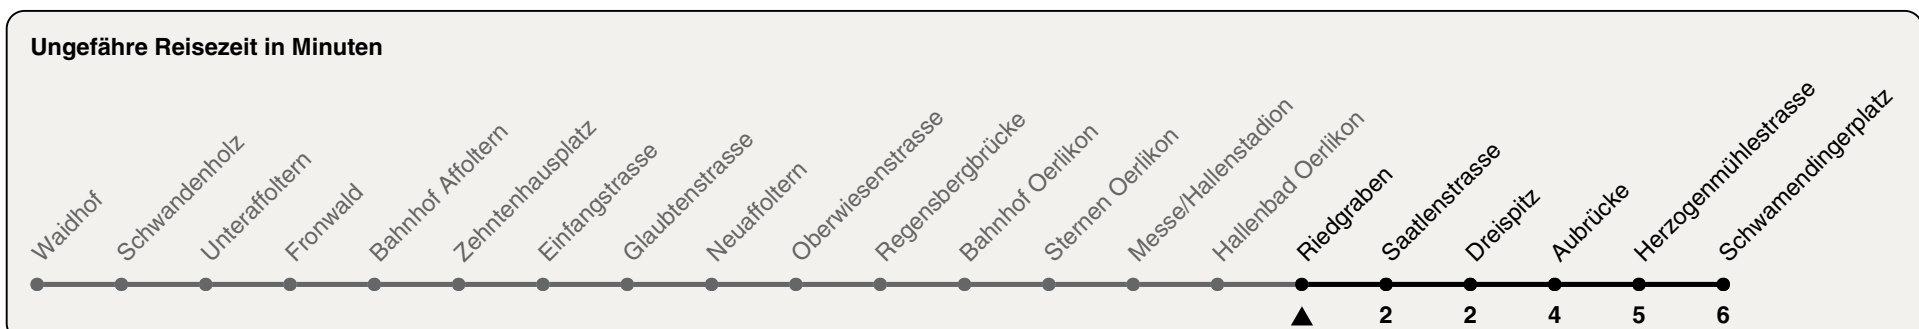 Ungefähre Reisezeit in Minuten
Waidhof
Schwandenholz
Unteraffoltern
Fronwald
Bahnhof Affoltern
Zehntenhausplatz
Einfangstrasse
Glaubtenstrasse
Neuaffoltern
Oberwiesenstrasse
Regensbergbrücke
Bahnhof Oerlikon
Sternen Oerlikon
Messe/Hallenstadion
Hallenbad Oerlikon
Riedgraben
Saatlenstrasse
Dreispitz
Aubrücke
Herzogenmühlestrasse
Schwamendingerplatz
2 2 4 5 6